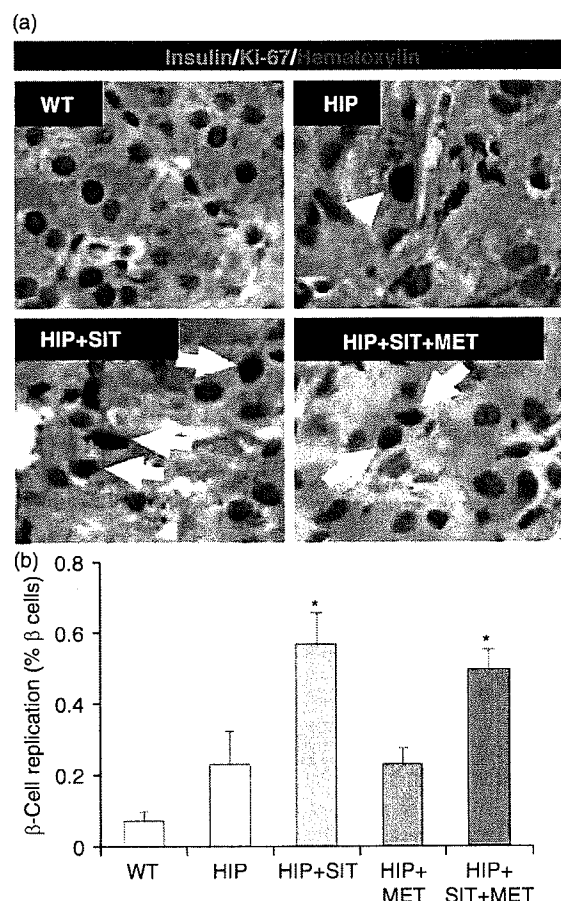 (a)
Insulin/Ki-67/Hematoxylin
WT
HIP
HIP+SIT
HIP+SIT+MET
(b)
β-Cell replication (% β cells)
0.8
0.6
0.4
0.2
0
*
*
WT
HIP
HIP+SIT
HIP+
MET
HIP+
SIT+MET